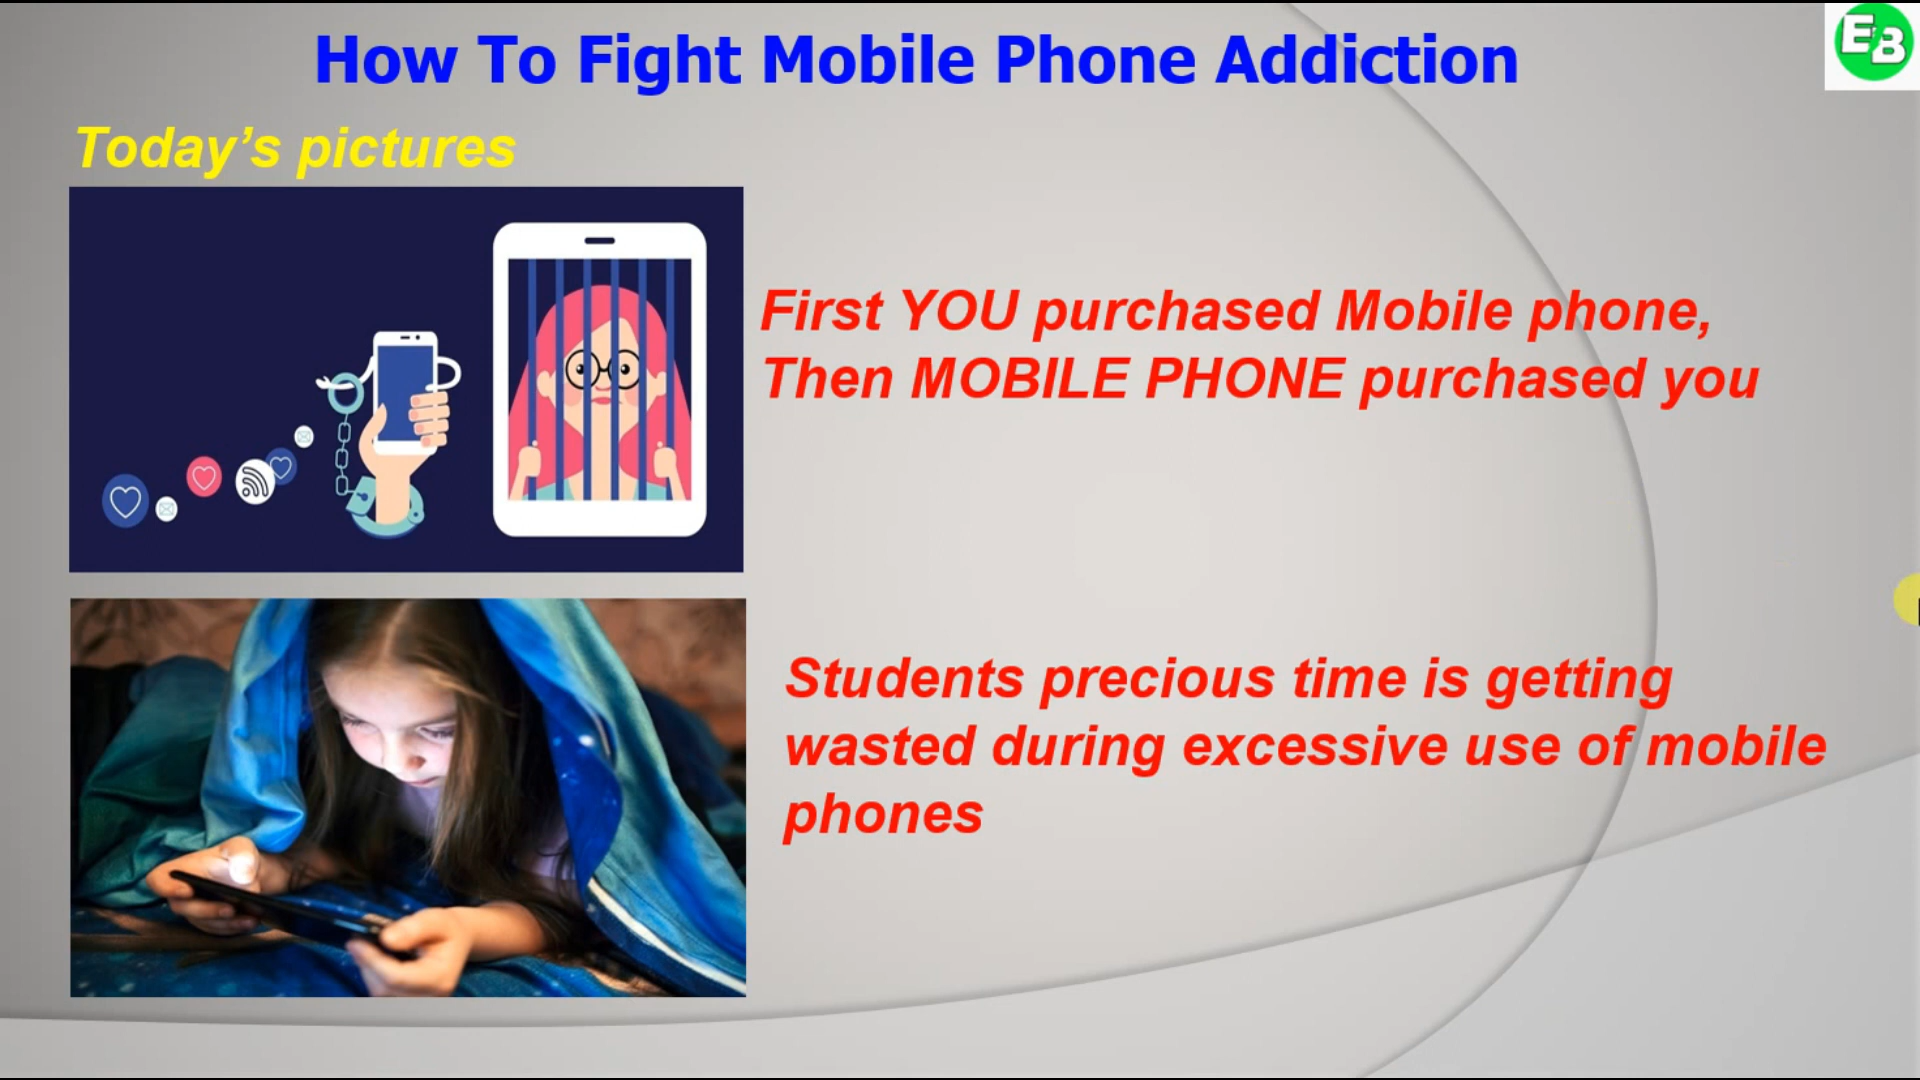 How To Fight Mobile Phone Addiction
EB
Today’s pictures
First YOU purchased Mobile phone,
Then MOBILE PHONE purchased you
Students precious time is getting
wasted during excessive use of mobile
phones